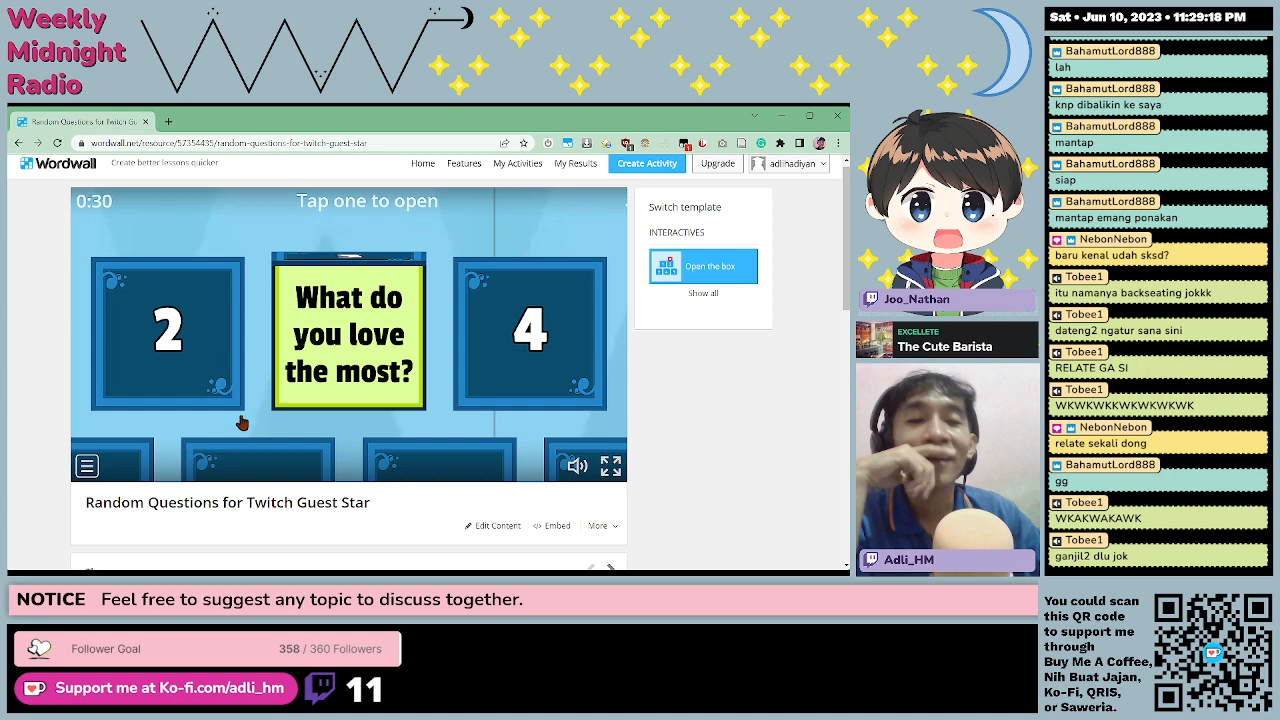 Weekly
Midnight
Radio
Random Questions for Twitch Gu
wordwall.net/resource/57354435/random-questions-for-twitch-guest-star
Wordwall
Create better lessons quicker
Home
Features
My Activities
My Results
Create Activity
Upgrade
adlihadiyan
0:30
Tap one to open
2
What do
you love
the most?
4
Switch template
INTERACTIVES
Open the box
Show all
Random Questions for Twitch Guest Star
Edit Content
</> Embed
More
Joo_Nathan
EXCELLETE
The Cute Barista
Adli_HM
Sat • Jun 10, 2023 • 11:29:18 PM
BahamutLord888
lah
BahamutLord888
knp dibalikin ke saya
BahamutLord888
mantap
BahamutLord888
siap
BahamutLord888
mantap emang ponakan
NebonNebon
baru kenal udah sksd?
Tobee1
itu namanya backseating jokkk
Tobee1
dateng2 ngatur sana sini
Tobee1
RELATE GA SI
Tobee1
WKWKWKKWKWKWKWK
NebonNebon
relate sekali dong
BahamutLord888
gg
Tobee1
WKAKWAKAWK
Tobee1
ganjil2 dlu jok
NOTICE Feel free to suggest any topic to discuss together.
Follower Goal
358 / 360 Followers
Support me at Ko-fi.com/adli_hm
11
You could scan
this QR code
to support me
through
Buy Me A Coffee,
Nih Buat Jajan,
Ko-Fi, QRIS,
or Saweria.